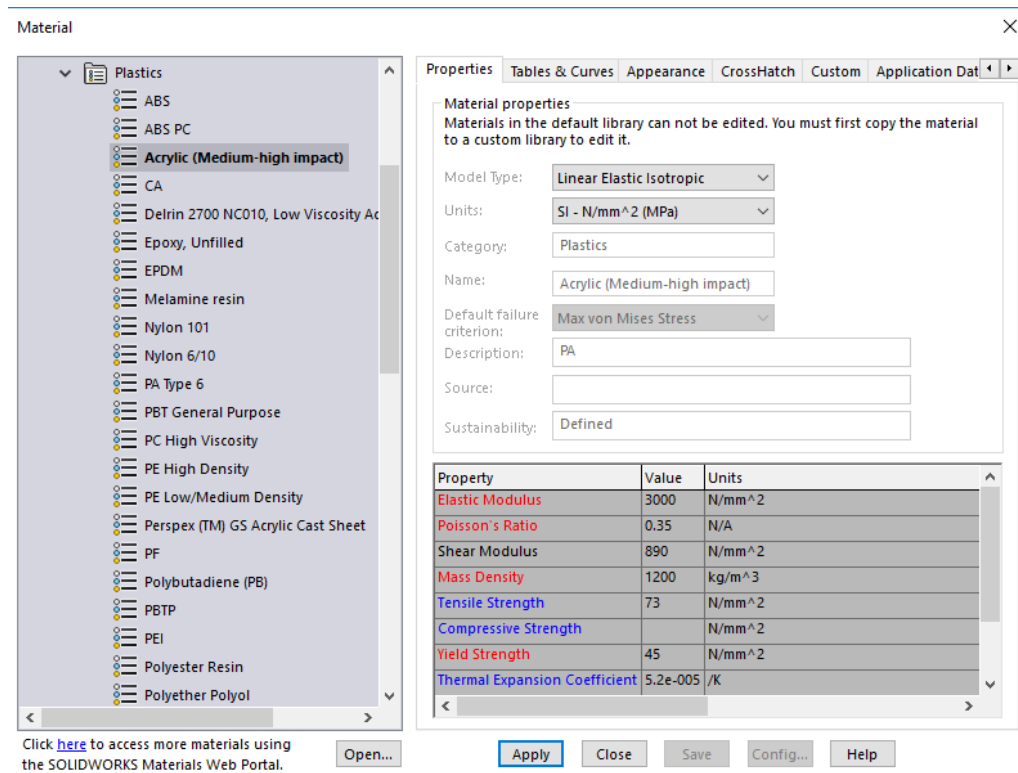 Material
Plastics
ABS
ABS PC
Acrylic (Medium-high impact)
CA
Delrin 2700 NC010, Low Viscosity Ac
Epoxy, Unfilled
EPDM
Melamine resin
Nylon 101
Nylon 6/10
PA Type 6
PBT General Purpose
PC High Viscosity
PE High Density
PE Low/Medium Density
Perspex (TM) GS Acrylic Cast Sheet
PF
Polybutadiene (PB)
PBTP
PEI
Polyester Resin
Polyether Polyol
Click here to access more materials using
the SOLIDWORKS Materials Web Portal.
Open...
Properties Tables & Curves Appearance CrossHatch Custom Application Dat
Material properties
Materials in the default library can not be edited. You must first copy the material
to a custom library to edit it.
Model Type: Linear Elastic Isotropic
Units: SI - N/mm^2 (MPa)
Category: Plastics
Name: Acrylic (Medium-high impact)
Default failure
criterion: Max von Mises Stress
Description: PA
Source:
Sustainability: Defined
Property Value Units
Elastic Modulus 3000 N/mm^2
Poisson's Ratio 0.35 N/A
Shear Modulus 890 N/mm^2
Mass Density 1200 kg/m^3
Tensile Strength 73 N/mm^2
Compressive Strength N/mm^2
Yield Strength 45 N/mm^2
Thermal Expansion Coefficient 5.2e-005 /K
Apply Close Save Config... Help